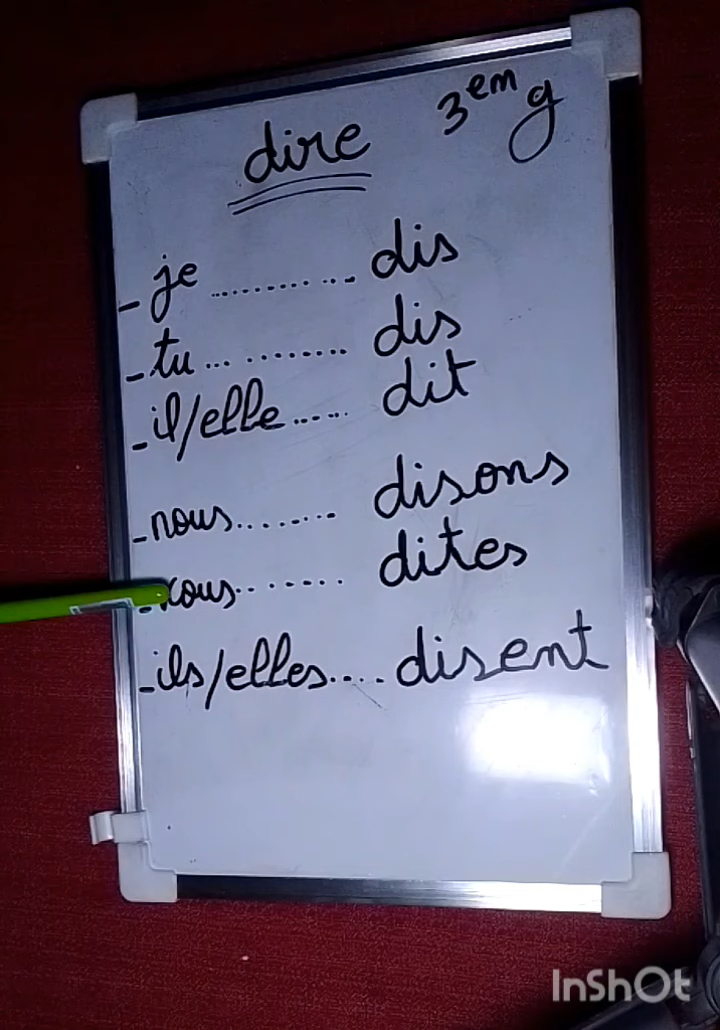 dire 3em g
- je ............ dis
- tu ........... dis
- il/elle ...... dit
- nous ........ disons
- vous ....... dites
- ils/elles .... disent
InShOt